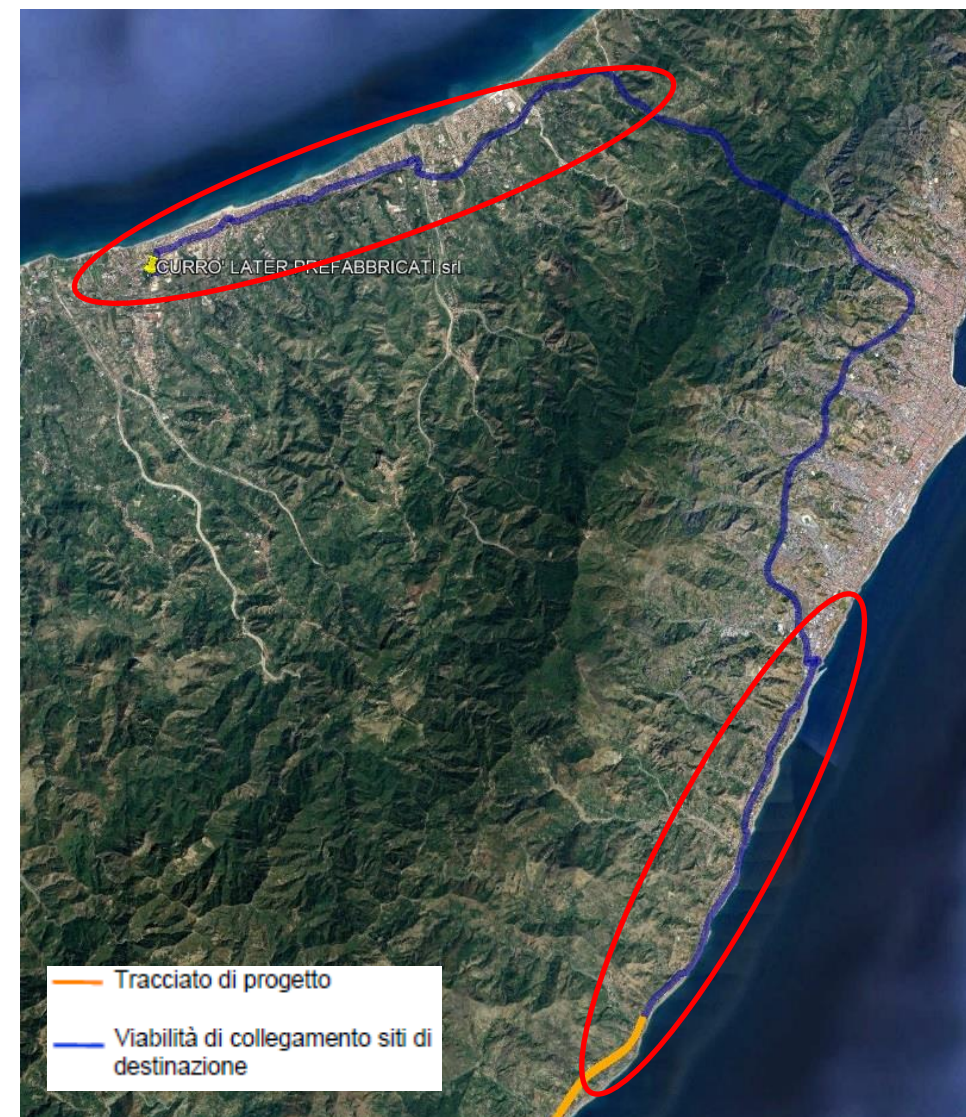 CURRO' LATER PREFABBRICATI srl
Tracciato di progetto
Viabilità di collegamento siti di
destinazione